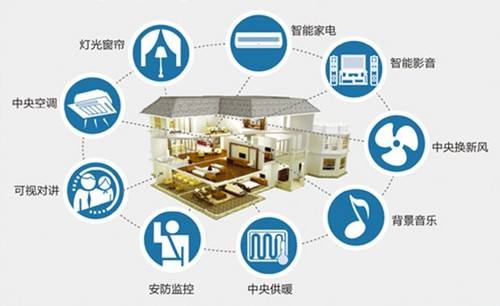 智能家电
灯光窗帘
智能影音
中央空调
中央换新风
可视对讲
背景音乐
安防监控
中央供暖